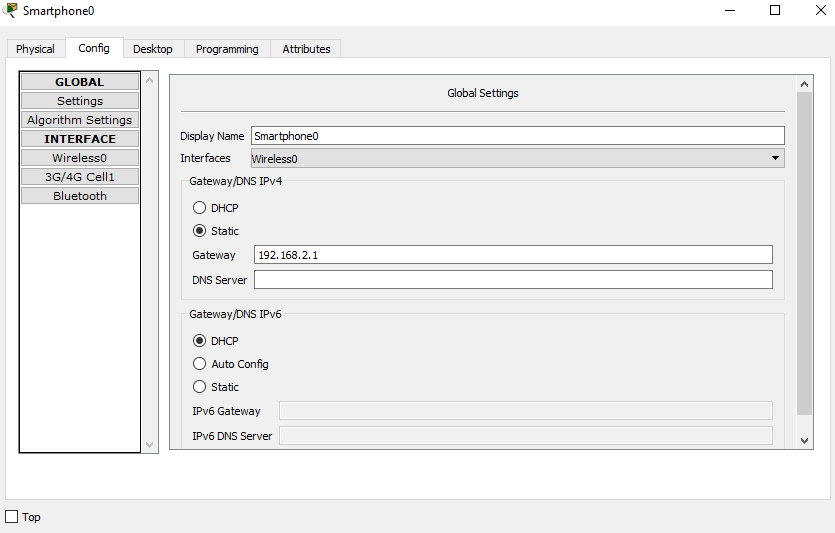 Smartphone0
Physical Config Desktop Programming Attributes
GLOBAL
Settings
Algorithm Settings
INTERFACE
Wireless0
3G/4G Cell1
Bluetooth
Global Settings
Display Name Smartphone0
Interfaces Wireless0
Gateway/DNS IPv4
DHCP
Static
Gateway 192.168.2.1
DNS Server
Gateway/DNS IPv6
DHCP
Auto Config
Static
IPv6 Gateway
IPv6 DNS Server
Top